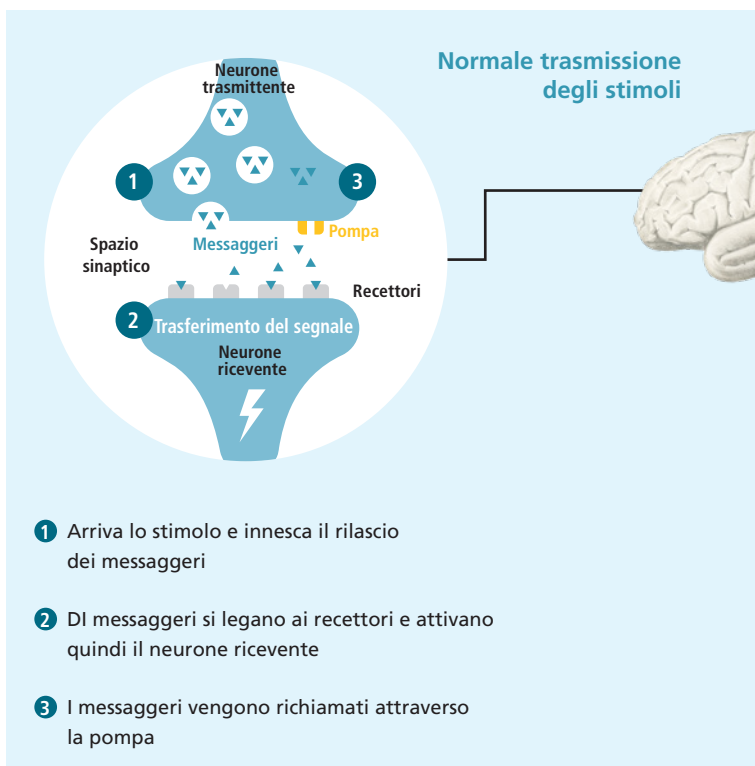 Normale trasmissione
degli stimoli
Neurone
trasmittente
1
3
Spazio
sinaptico
Messaggeri
Pompa
Recettori
2
Trasferimento del segnale
Neurone
ricevente
1 Arriva lo stimolo e innesca il rilascio
dei messaggeri
2 DI messaggeri si legano ai recettori e attivano
quindi il neurone ricevente
3 I messaggeri vengono richiamati attraverso
la pompa